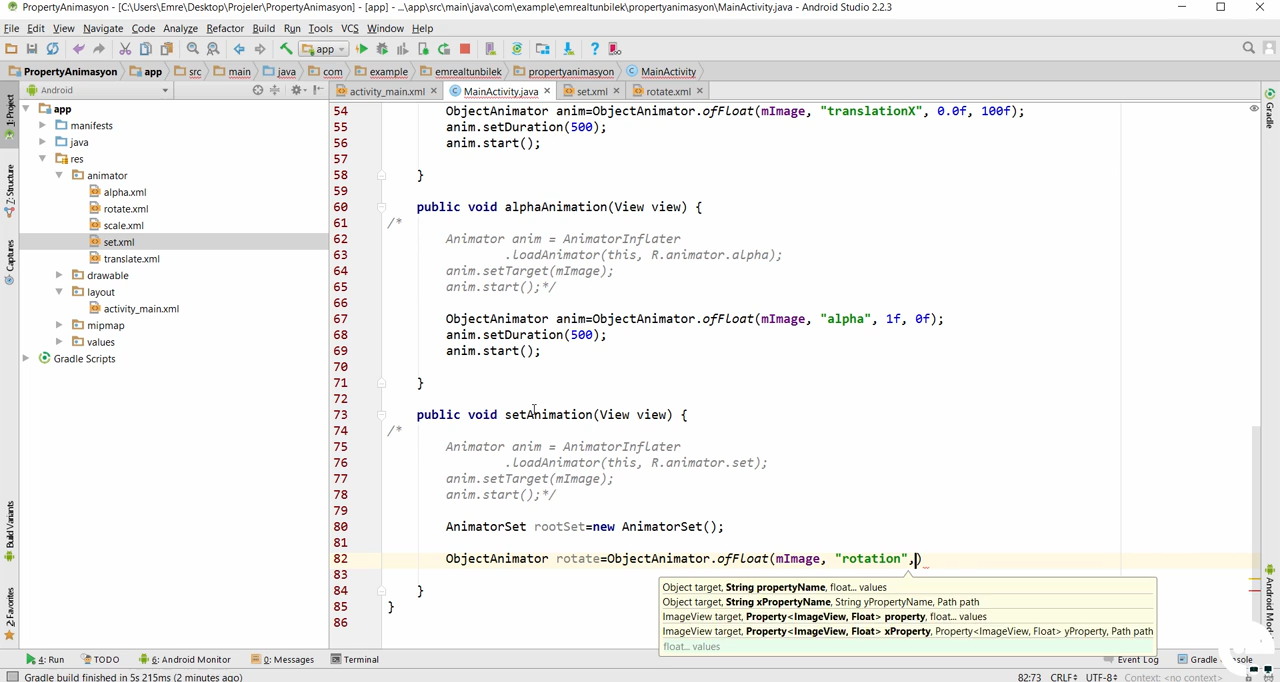 PropertyAnimasyon - [C:\Users\Emre\Desktop\Projeler\PropertyAnimasyon] - [app] - ...\app\src\main\java\com\example\emrealtunbilek\propertyanimasyon\MainActivity.java - Android Studio 2.2.3
File Edit View Navigate Code Analyze Refactor Build Run Tools VCS Window Help
app
PropertyAnimasyon app src main java com example emrealtunbilek propertyanimasyon MainActivity
Android activity_main.xml MainActivity.java set.xml rotate.xml
1: Project
7: Structure
Captures
Build Variants
2: Favorites
app
manifests
java
res
animator
alpha.xml
rotate.xml
scale.xml
set.xml
translate.xml
drawable
layout
activity_main.xml
mipmap
values
Gradle Scripts
54 ObjectAnimator anim=ObjectAnimator.ofFloat(mImage, "translationX", 0.0f, 100f);
55 anim.setDuration(500);
56 anim.start();
57
58 }
59
60 public void alphaAnimation(View view) {
61 /*
62 Animator anim = AnimatorInflater
63 .loadAnimator(this, R.animator.alpha);
64 anim.setTarget(mImage);
65 anim.start();*/
66
67 ObjectAnimator anim=ObjectAnimator.ofFloat(mImage, "alpha", 1f, 0f);
68 anim.setDuration(500);
69 anim.start();
70
71 }
72
73 public void setAnimation(View view) {
74 /*
75 Animator anim = AnimatorInflater
76 .loadAnimator(this, R.animator.set);
77 anim.setTarget(mImage);
78 anim.start();*/
79
80 AnimatorSet rootSet=new AnimatorSet();
81
82 ObjectAnimator rotate=ObjectAnimator.ofFloat(mImage, "rotation",)
83
84 }
85 }
86
Object target, String propertyName, float... values
Object target, String xPropertyName, String yPropertyName, Path path
ImageView target, Property<ImageView, Float> property, float... values
ImageView target, Property<ImageView, Float> xProperty, Property<ImageView, Float> yProperty, Path path
float... values
Gradle
4: Run TODO 6: Android Monitor 0: Messages Terminal Event Log
Gradle build finished in 5s 215ms (2 minutes ago) 82:73 CRLF UTF-8 Context: <no context>